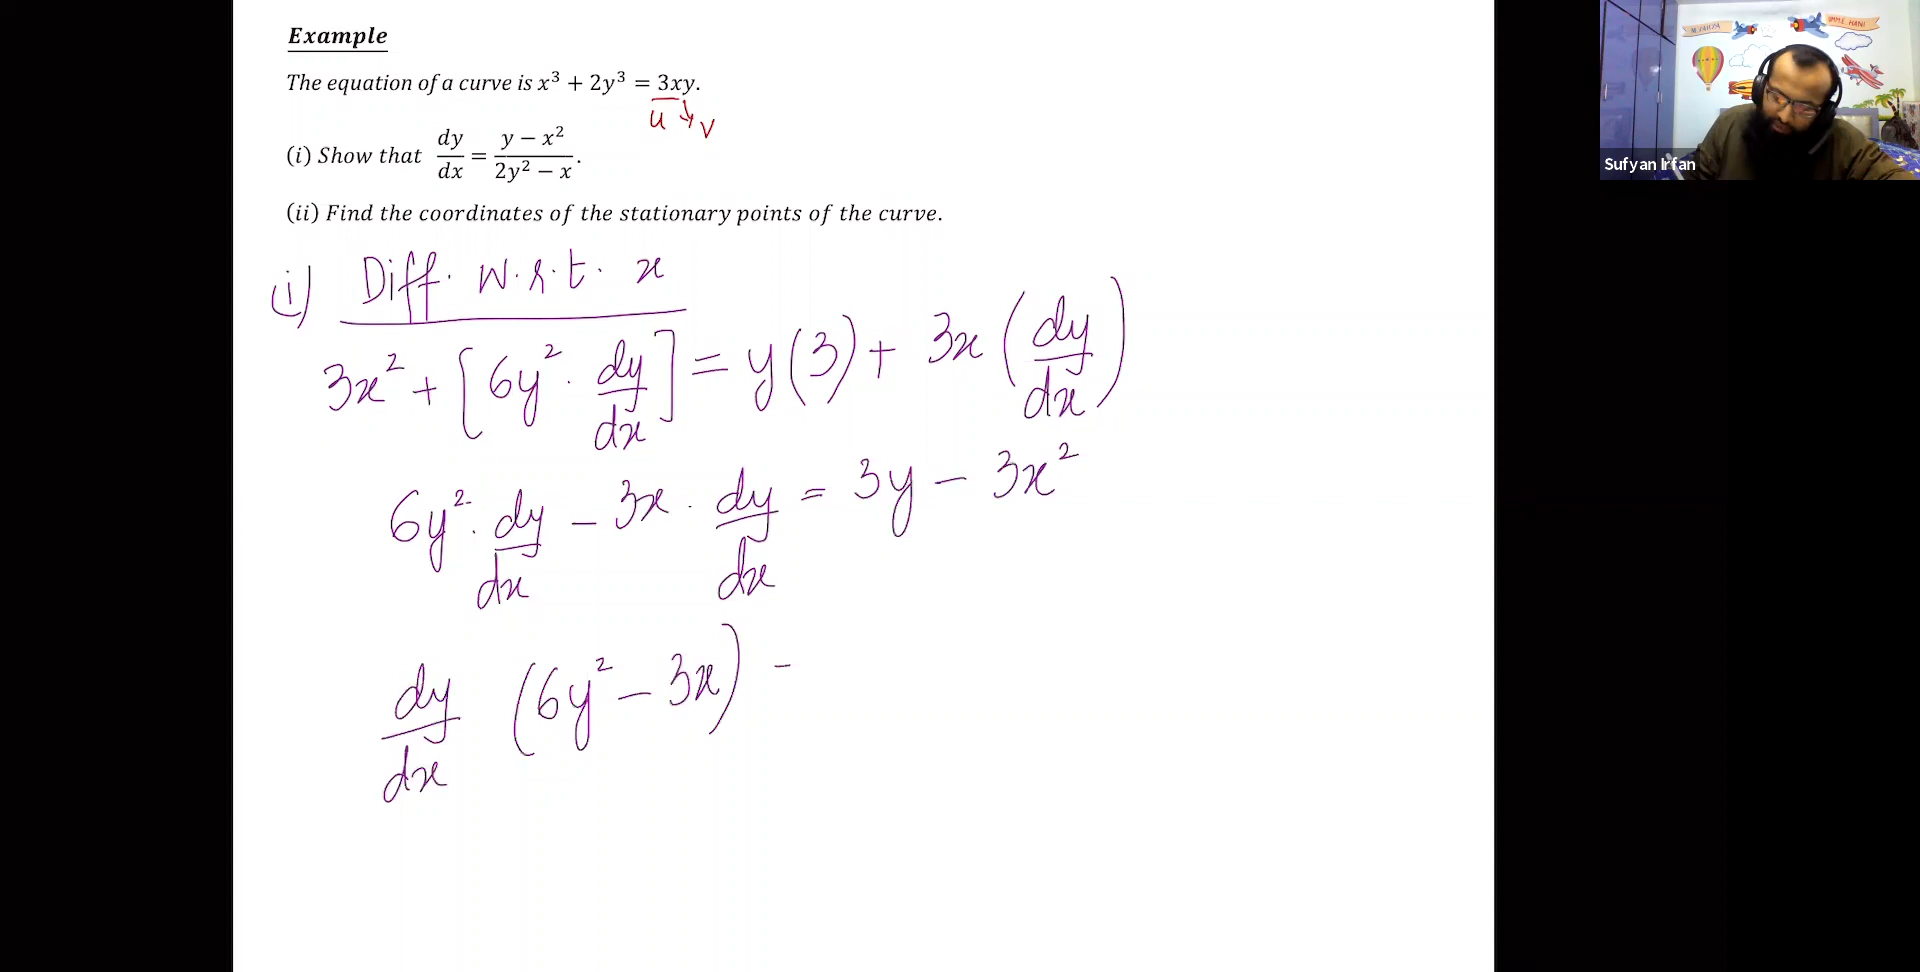 Example
The equation of a curve is x³ + 2y³ = 3xy.
u v
(i) Show that dy/dx = (y − x²)/(2y² − x).
(ii) Find the coordinates of the stationary points of the curve.
(i) Diff. w.r.t. x
3x² + [6y² · dy/dx] = y(3) + 3x (dy/dx)
6y² · dy/dx − 3x · dy/dx = 3y − 3x²
dy/dx (6y² − 3x) -
UMME HANI
Sufyan Irfan